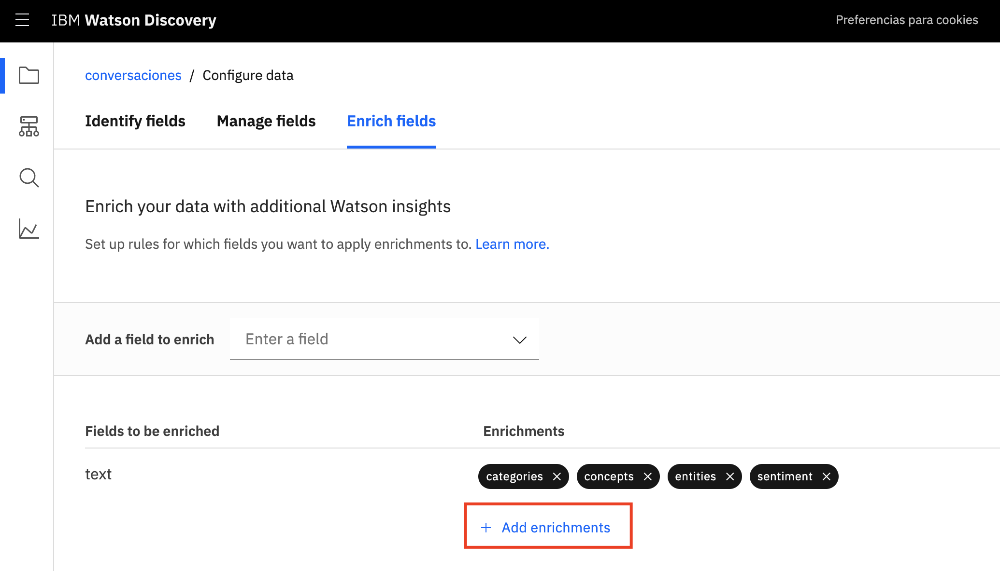 IBM Watson Discovery
Preferencias para cookies
conversaciones / Configure data
Identify fields
Manage fields
Enrich fields
Enrich your data with additional Watson insights
Set up rules for which fields you want to apply enrichments to. Learn more.
Add a field to enrich
Enter a field
Fields to be enriched
Enrichments
text
categories
concepts
entities
sentiment
+ Add enrichments